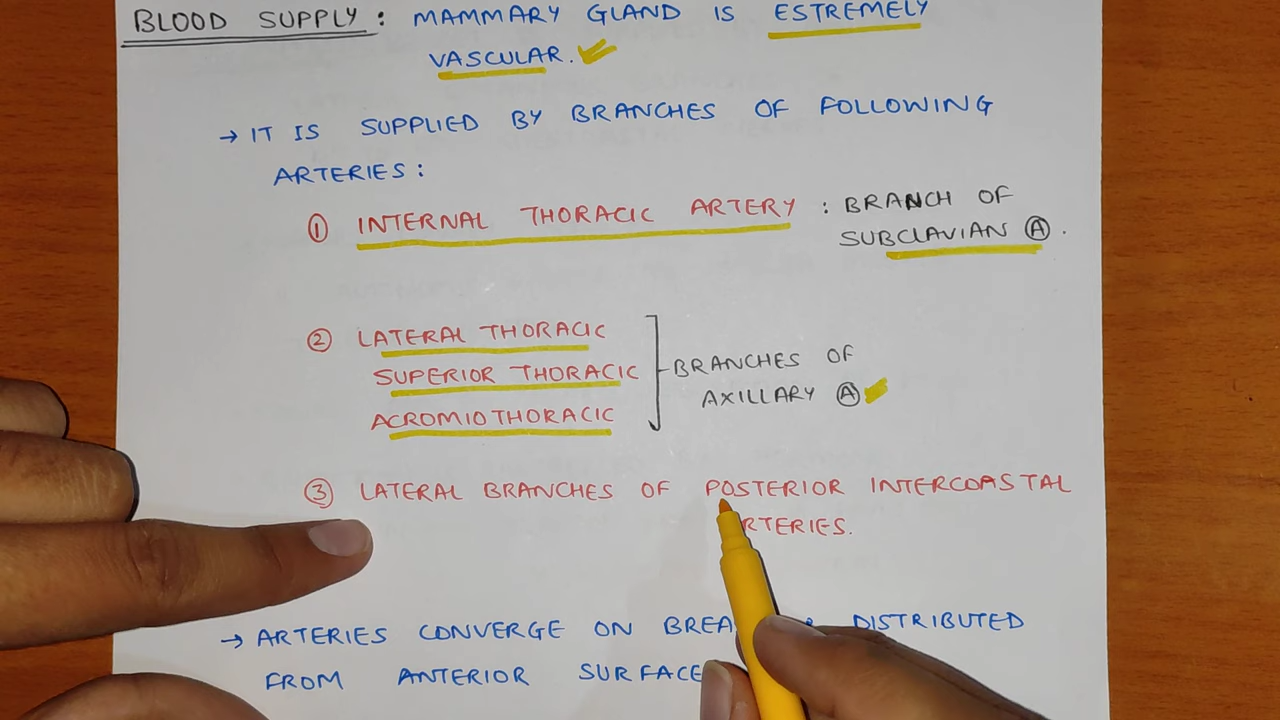 BLOOD SUPPLY : MAMMARY GLAND IS ESTREMELY
VASCULAR.
→ IT IS SUPPLIED BY BRANCHES OF FOLLOWING
ARTERIES :
① INTERNAL THORACIC ARTERY : BRANCH OF
SUBCLAVIAN Ⓐ .
② LATERAL THORACIC
SUPERIOR THORACIC
ACROMIOTHORACIC
BRANCHES OF
AXILLARY Ⓐ
③ LATERAL BRANCHES OF POSTERIOR INTERCOASTAL
RTERIES.
→ ARTERIES CONVERGE ON DISTRIBUTED
FROM ANTERIOR SURFACE